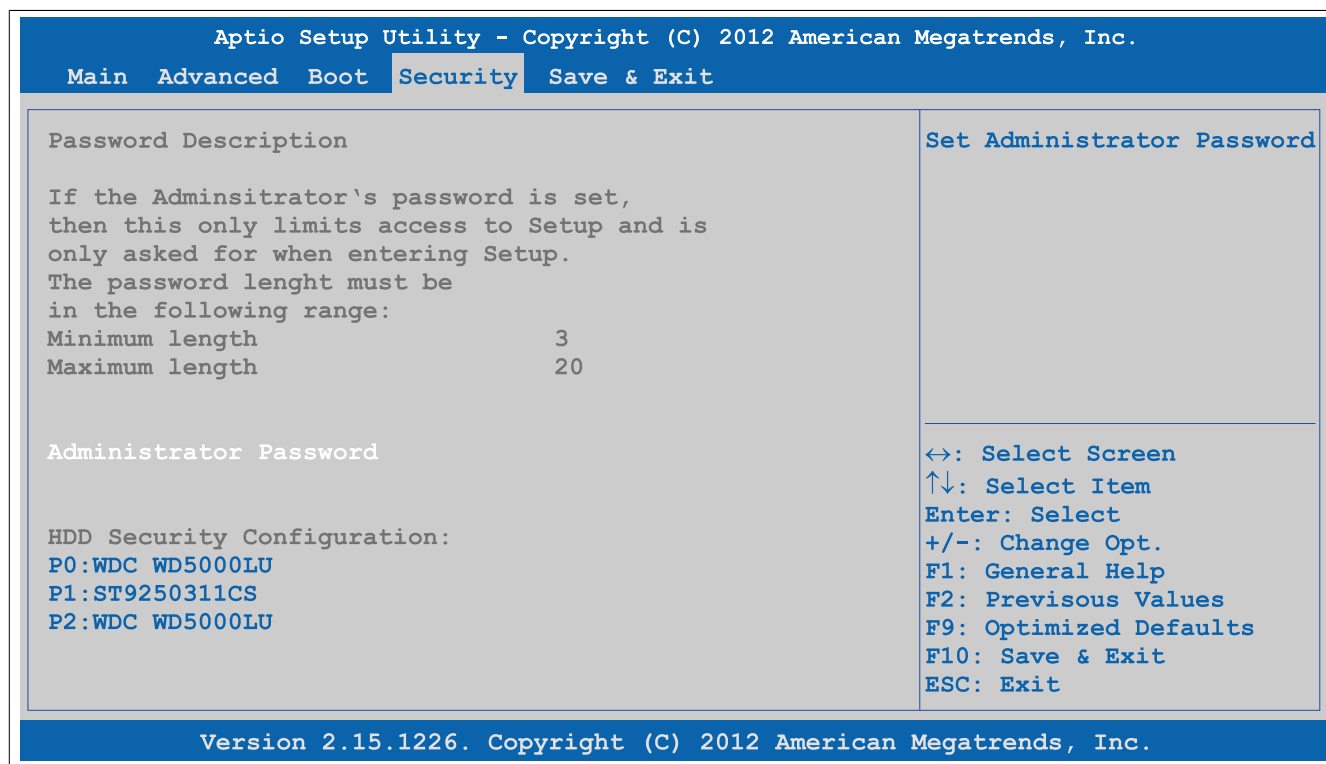 Aptio Setup Utility - Copyright (C) 2012 American Megatrends, Inc.
Main Advanced Boot Security Save & Exit
Password Description
If the Adminsitrator‘s password is set,
then this only limits access to Setup and is
only asked for when entering Setup.
The password lenght must be
in the following range:
Minimum length 3
Maximum length 20
Administrator Password
HDD Security Configuration:
P0:WDC WD5000LU
P1:ST9250311CS
P2:WDC WD5000LU
Set Administrator Password
↔: Select Screen
↑↓: Select Item
Enter: Select
+/-: Change Opt.
F1: General Help
F2: Previsous Values
F9: Optimized Defaults
F10: Save & Exit
ESC: Exit
Version 2.15.1226. Copyright (C) 2012 American Megatrends, Inc.